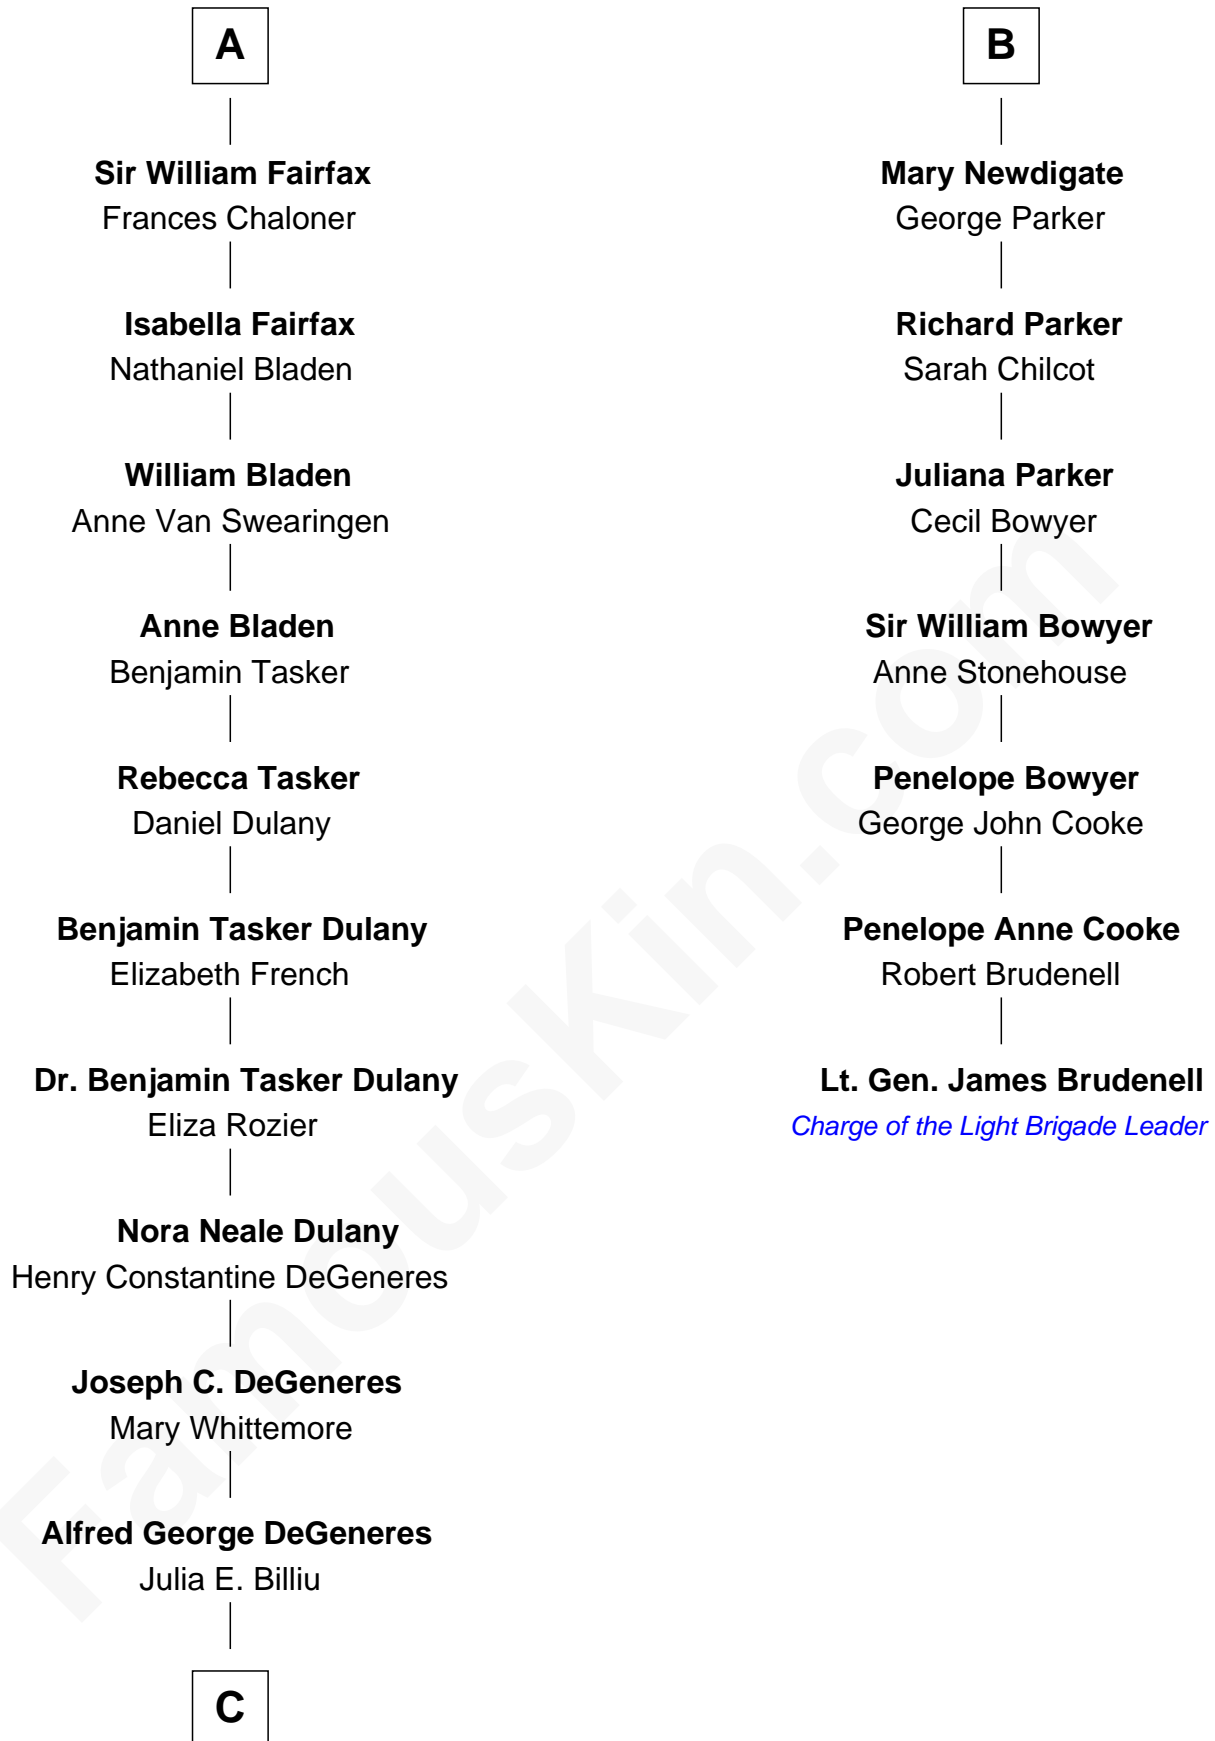 A
Sir William Fairfax
Frances Chaloner
Isabella Fairfax
Nathaniel Bladen
William Bladen
Anne Van Swearingen
Anne Bladen
Benjamin Tasker
Rebecca Tasker
Daniel Dulany
Benjamin Tasker Dulany
Elizabeth French
Dr. Benjamin Tasker Dulany
Eliza Rozier
Nora Neale Dulany
Henry Constantine DeGeneres
Joseph C. DeGeneres
Mary Whittemore
Alfred George DeGeneres
Julia E. Billiu
C
B
Mary Newdigate
George Parker
Richard Parker
Sarah Chilcot
Juliana Parker
Cecil Bowyer
Sir William Bowyer
Anne Stonehouse
Penelope Bowyer
George John Cooke
Penelope Anne Cooke
Robert Brudenell
Lt. Gen. James Brudenell
Charge of the Light Brigade Leader
FamousKin.com